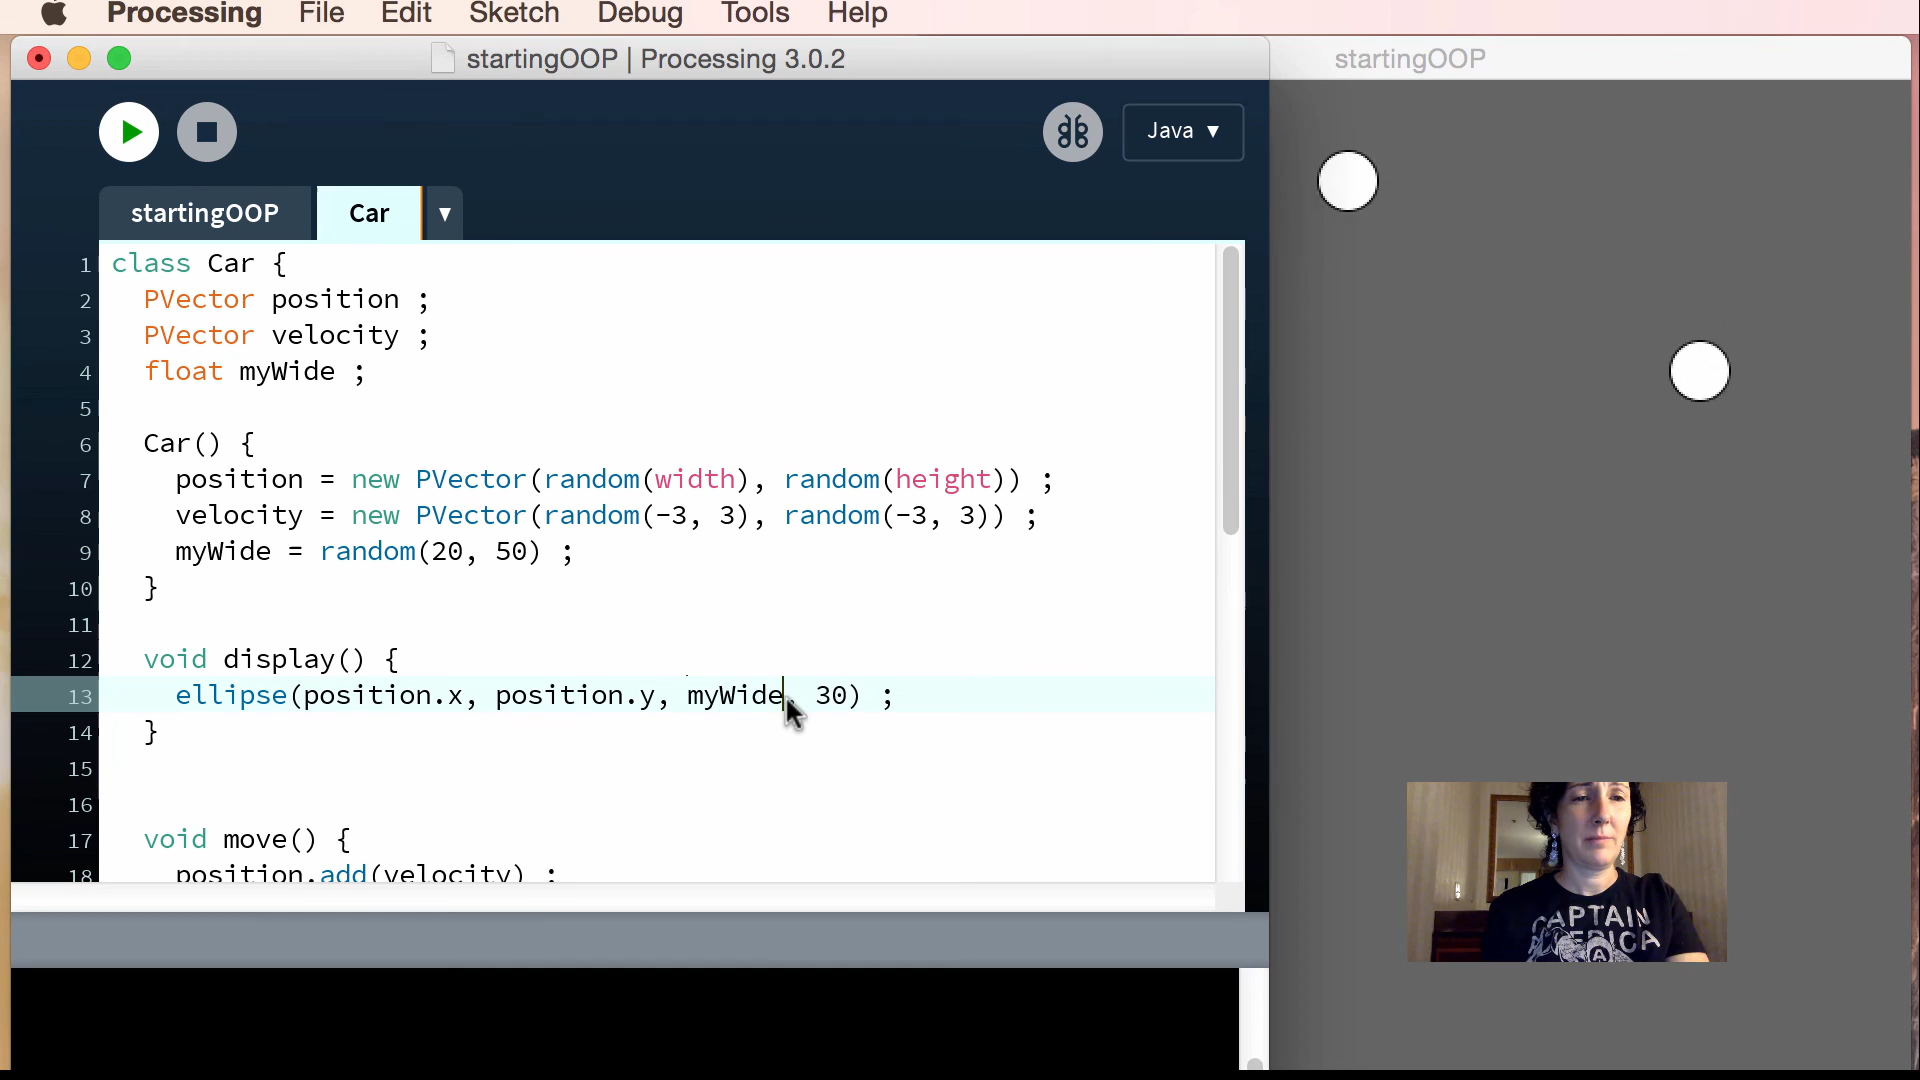 Processing File Edit Sketch Debug Tools Help
startingOOP | Processing 3.0.2
startingOOP
Java ▼
startingOOP Car ▼
1 class Car {
2 PVector position ;
3 PVector velocity ;
4 float myWide ;
5
6 Car() {
7 position = new PVector(random(width), random(height)) ;
8 velocity = new PVector(random(-3, 3), random(-3, 3)) ;
9 myWide = random(20, 50) ;
10 }
11
12 void display() {
13 ellipse(position.x, position.y, myWide, 30) ;
14 }
15
16
17 void move() {
18 position.add(velocity) ;
CAPTAIN
AMERICA
A